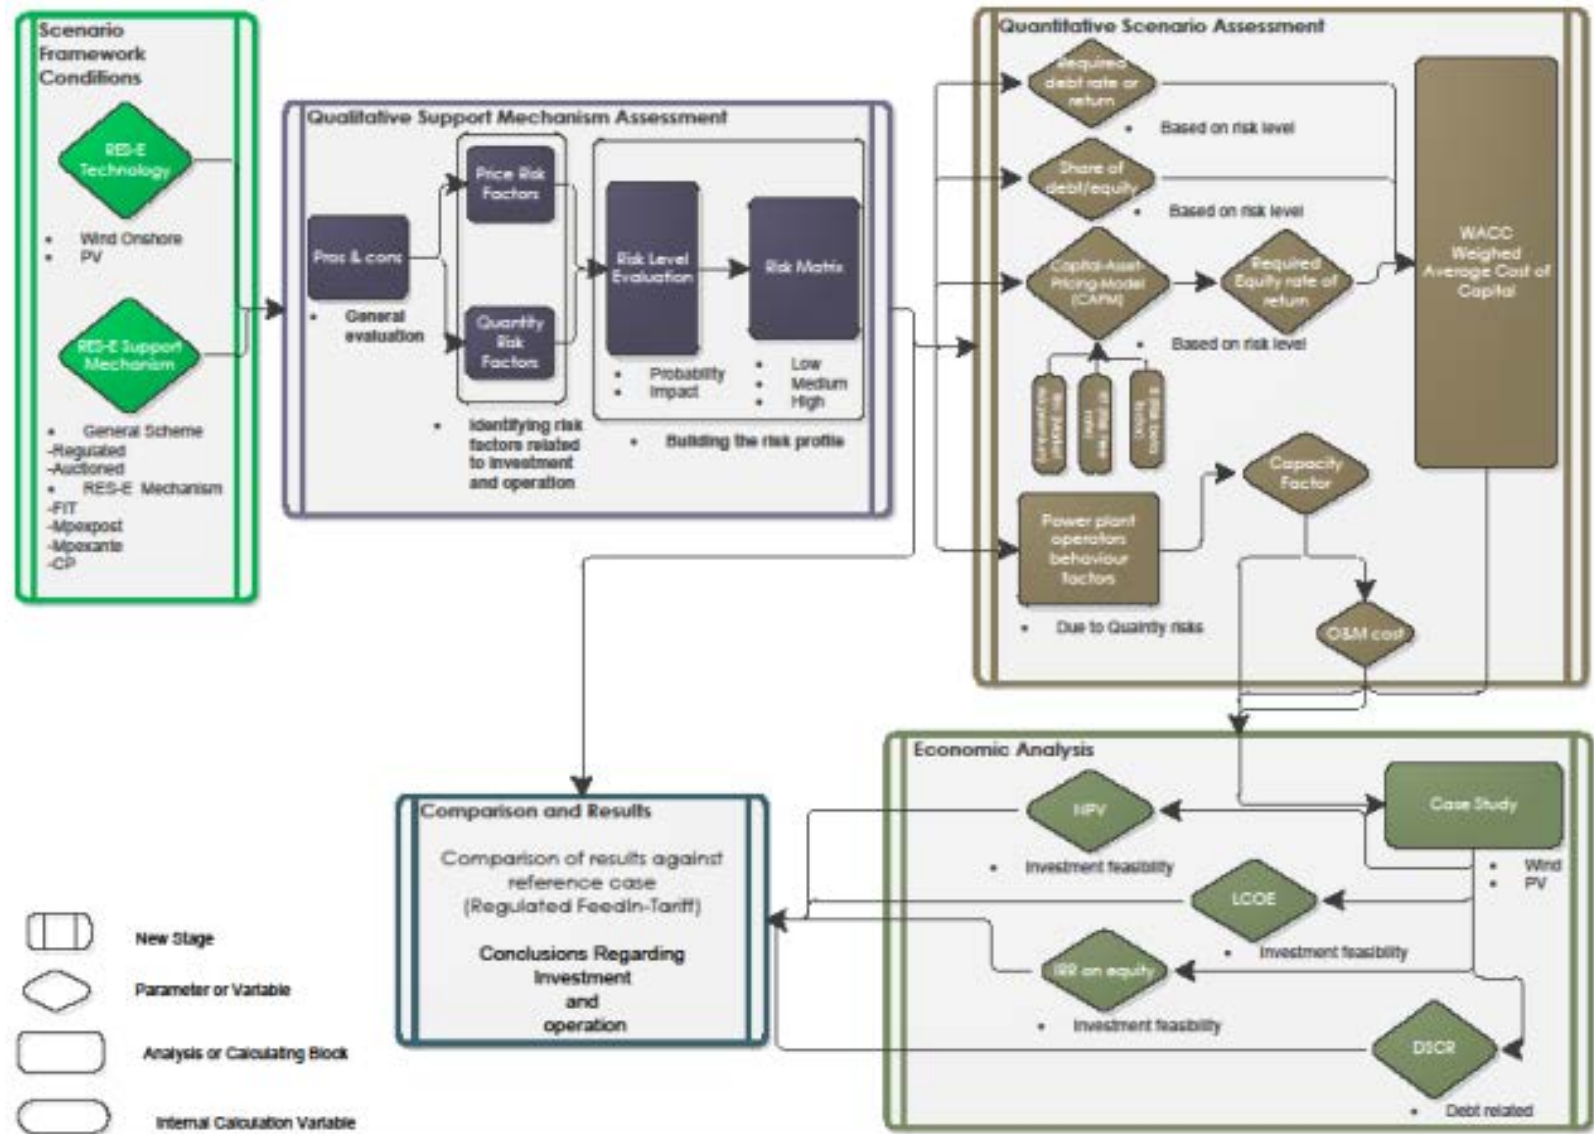 Scenario
Framework
Conditions
RES-E
Technology
• Wind Onshore
• PV
RES-E Support
Mechanism
• General Scheme
-Regulated
-Auctioned
• RES-E Mechanism
-FIT
-Mpexpost
-Mpexante
-CP
Qualitative Support Mechanism Assessment
Pros & cons
• General
evaluation
Price Risk
Factors
Quantity
Risk
Factors
• Identifying risk
factors related
to investment
and operation
Risk Level
Evaluation
• Probability
• Impact
Risk Matrix
• Low
• Medium
• High
• Building the risk profile
Quantitative Scenario Assessment
Required
debt rate or
return
• Based on risk level
Share of
debt/equity
• Based on risk level
Capital-Asset-
Pricing-Model
(CAPM)
Required
Equity rate of
return
• Based on risk level
WACC
Weighed
Average Cost of
Capital
Capacity
Factor
Power plant
operators
behaviour
factors
• Due to Quaintty risks
O&M cost
Economic Analysis
NPV
• Investment feasibility
Case Study
• Wind
• PV
LCOE
• Investment feasibility
IRR on equity
• Investment feasibility
DSCR
• Debt related
Comparison and Results
Comparison of results against
reference case
(Regulated FeedIn-Tariff)
Conclusions Regarding
Investment
and
operation
New Stage
Parameter or Variable
Analysis or Calculating Block
Internal Calculation Variable